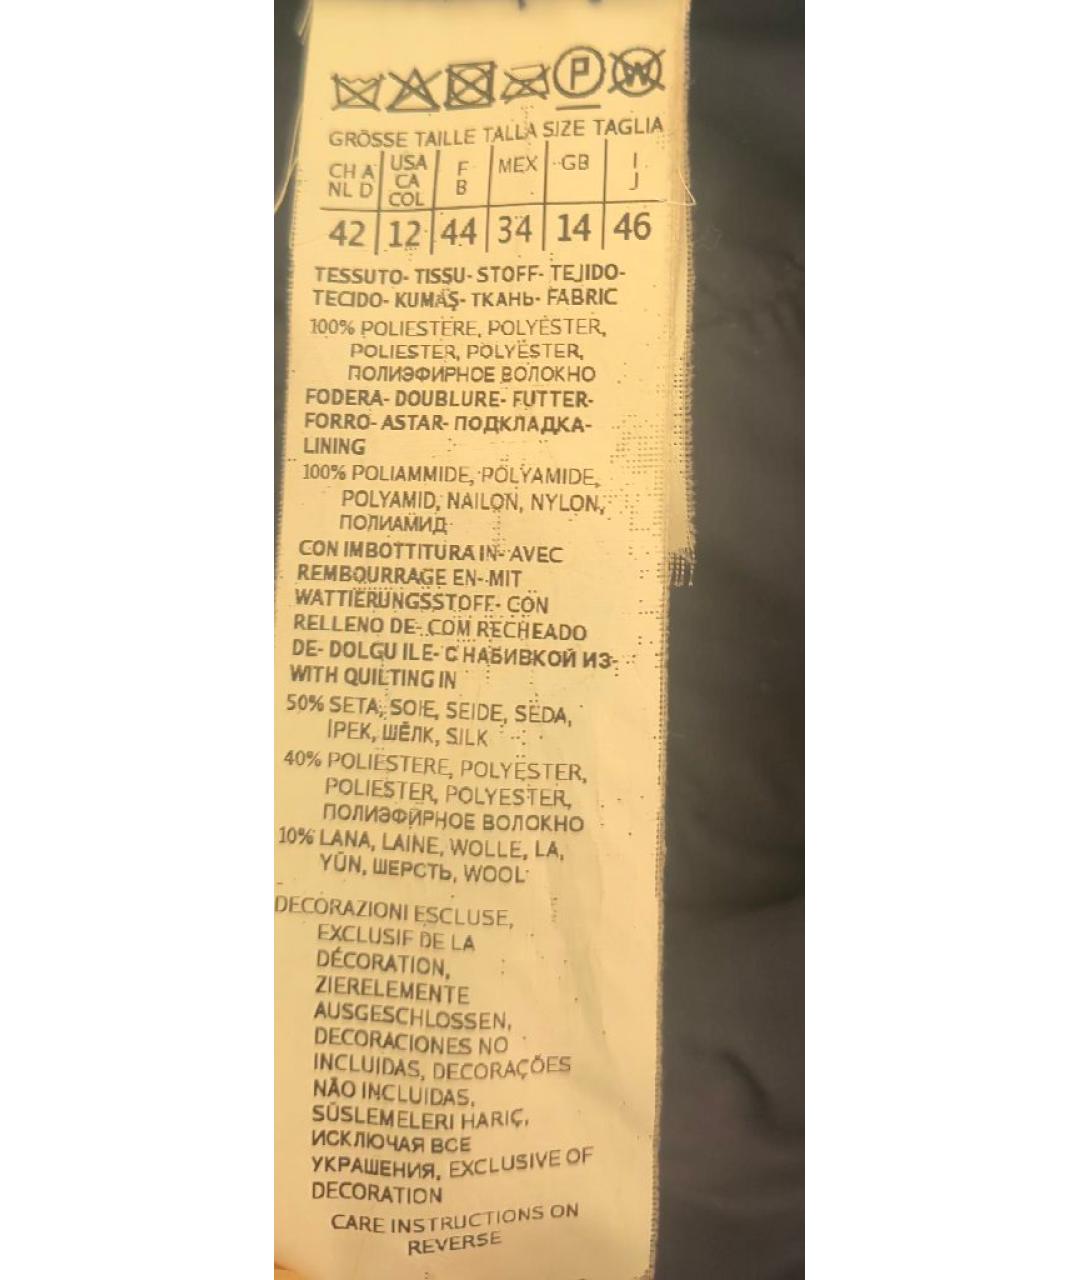 P W
GRÖSSE TAILLE TALLA SIZE TAGLIA
CH A NL D USA CA COL F B MEX GB I J
42 12 44 34 14 46
TESSUTO- TISSU- STOFF- TEJIDO-
TECIDO- KUMAŞ- ТКАНЬ- FABRIC
100% POLIESTERE, POLYESTER,
POLIESTER, POLYESTER,
ПОЛИЭФИРНОЕ ВОЛОКНО
FODERA- DOUBLURE- FUTTER-
FORRO- ASTAR- ПОДКЛАДКА-
LINING
100% POLIAMMIDE, POLYAMIDE,
POLYAMID, NAILON, NYLON,
ПОЛИАМИД
CON IMBOTTITURA IN- AVEC
REMBOURRAGE EN- MIT
WATTIERUNGSSTOFF- CON
RELLENO DE- COM RECHEADO
DE- DOLGU ILE- С НАБИВКОЙ ИЗ-
WITH QUILTING IN
50% SETA, SOIE, SEIDE, SEDA,
İPEK, ШЁЛК, SILK
40% POLIESTERE, POLYESTER,
POLIESTER, POLYESTER,
ПОЛИЭФИРНОЕ ВОЛОКНО
10% LANA, LAINE, WOLLE, LA,
YÜN, ШЕРСТЬ, WOOL
DECORAZIONI ESCLUSE,
EXCLUSIF DE LA
DÉCORATION,
ZIERELEMENTE
AUSGESCHLOSSEN,
DECORACIONES NO
INCLUIDAS, DECORAÇÕES
NÃO INCLUIDAS,
SÜSLEMELERI HARIÇ,
ИСКЛЮЧАЯ ВСЕ
УКРАШЕНИЯ, EXCLUSIVE OF
DECORATION
CARE INSTRUCTIONS ON
REVERSE